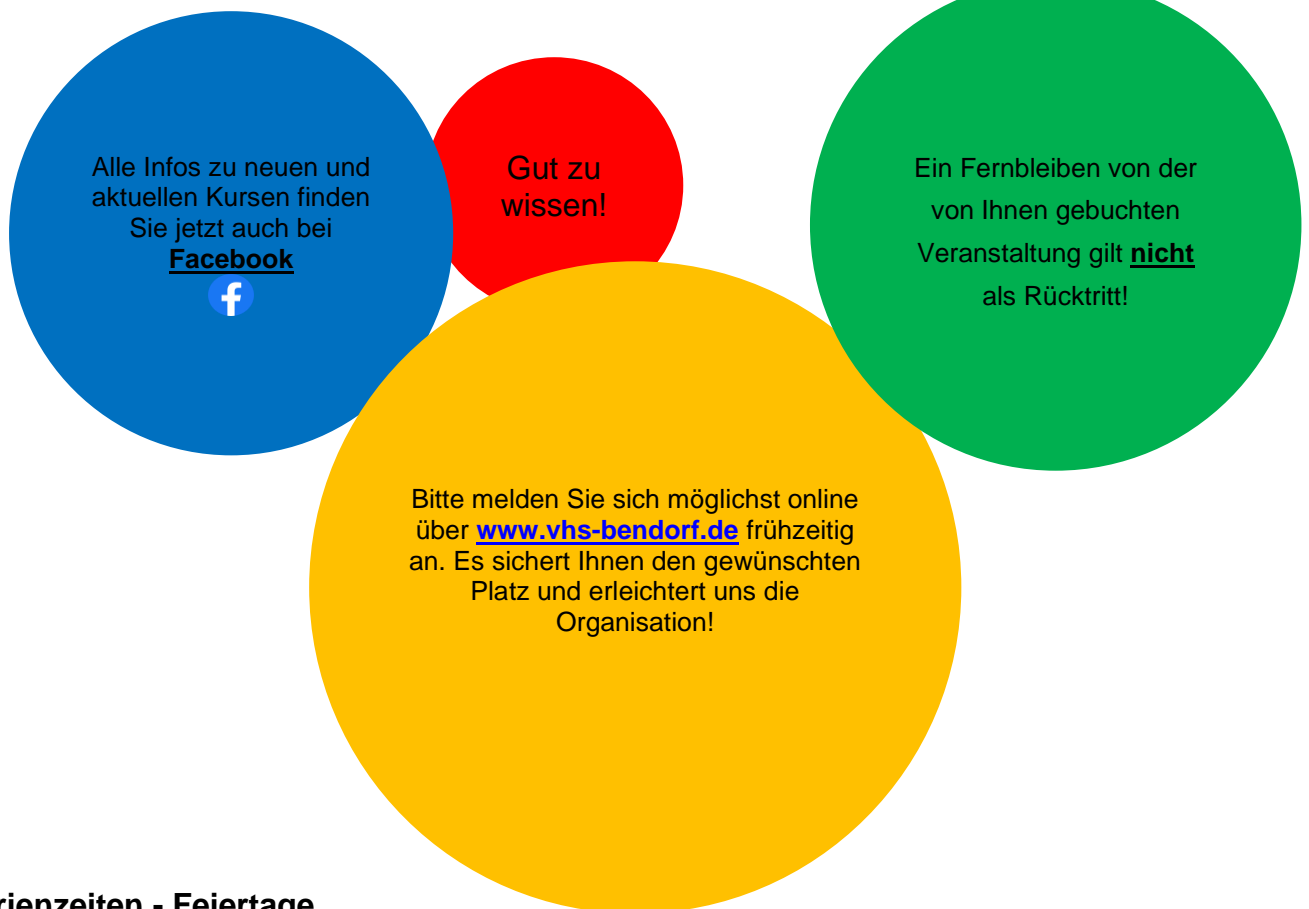 Alle Infos zu neuen und
aktuellen Kursen finden
Sie jetzt auch bei
Facebook
Gut zu
wissen!
Ein Fernbleiben von der
von Ihnen gebuchten
Veranstaltung gilt nicht
als Rücktritt!
Bitte melden Sie sich möglichst online
über www.vhs-bendorf.de frühzeitig
an. Es sichert Ihnen den gewünschten
Platz und erleichtert uns die
Organisation!
rienzeiten - Feiertage